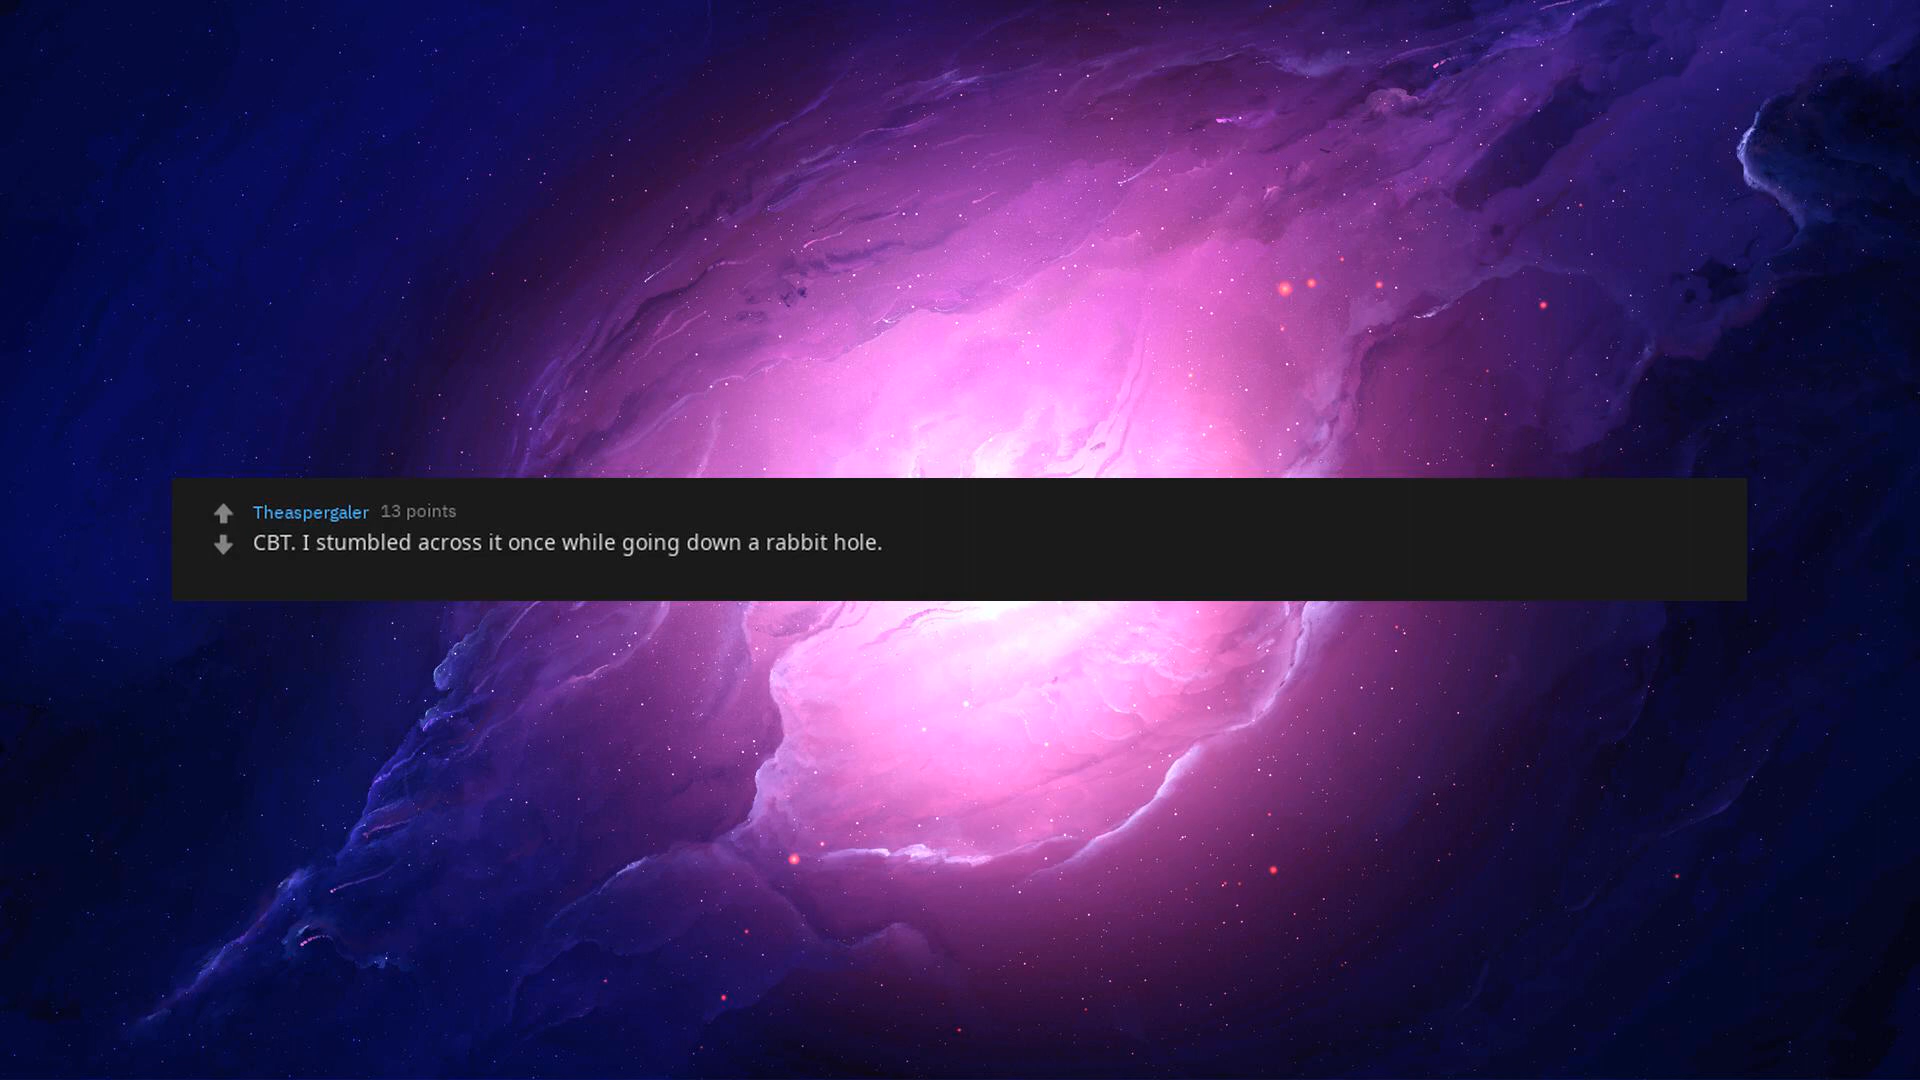 Theaspergaler 13 points
CBT. I stumbled across it once while going down a rabbit hole.